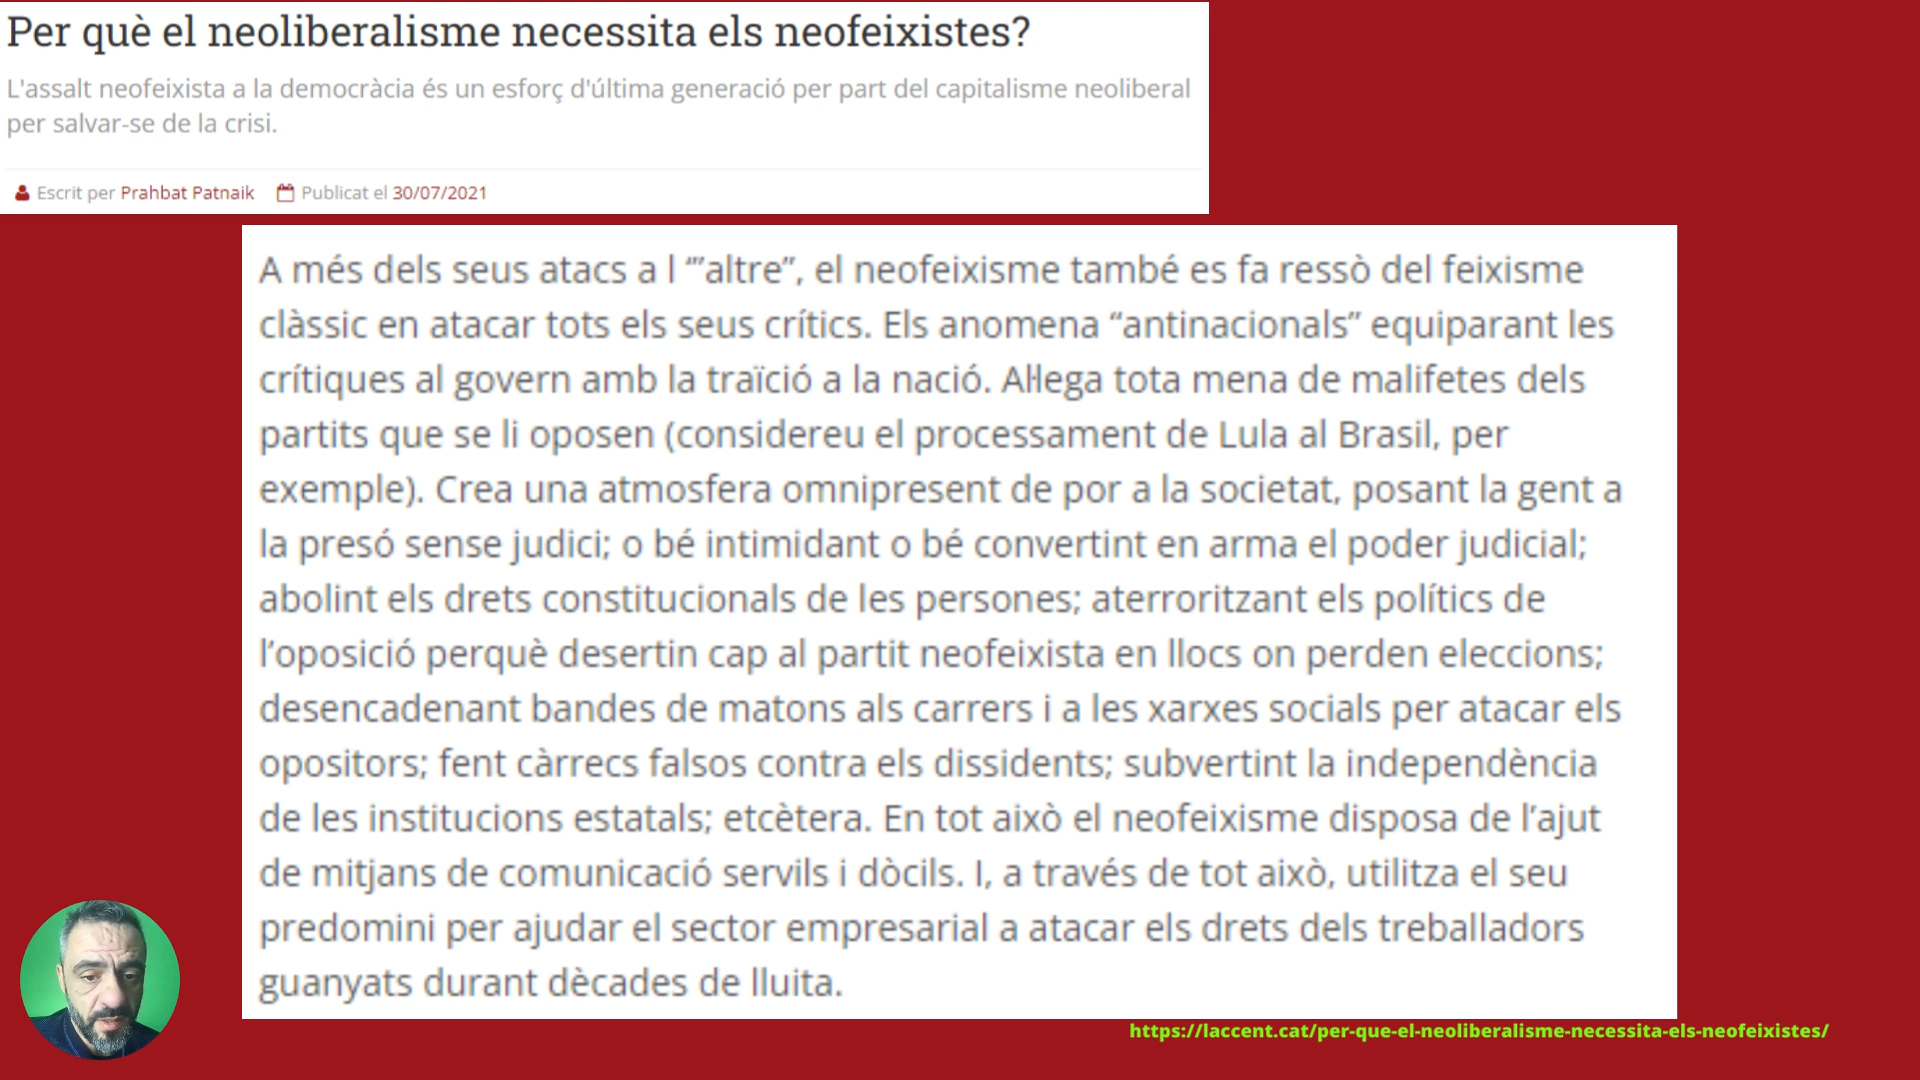 Per què el neoliberalisme necessita els neofeixistes?
L'assalt neofeixista a la democràcia és un esforç d'última generació per part del capitalisme neoliberal
per salvar-se de la crisi.
Escrit per Prahbat Patnaik Publicat el 30/07/2021
A més dels seus atacs a l “’altre”, el neofeixisme també es fa ressò del feixisme
clàssic en atacar tots els seus crítics. Els anomena “antinacionals” equiparant les
crítiques al govern amb la traïció a la nació. Al·lega tota mena de malifetes dels
partits que se li oposen (considereu el processament de Lula al Brasil, per
exemple). Crea una atmosfera omnipresent de por a la societat, posant la gent a
la presó sense judici; o bé intimidant o bé convertint en arma el poder judicial;
abolint els drets constitucionals de les persones; aterroritzant els polítics de
l’oposició perquè desertin cap al partit neofeixista en llocs on perden eleccions;
desencadenant bandes de matons als carrers i a les xarxes socials per atacar els
opositors; fent càrrecs falsos contra els dissidents; subvertint la independència
de les institucions estatals; etcètera. En tot això el neofeixisme disposa de l’ajut
de mitjans de comunicació servils i dòcils. I, a través de tot això, utilitza el seu
predomini per ajudar el sector empresarial a atacar els drets dels treballadors
guanyats durant dècades de lluita.
https://laccent.cat/per-que-el-neoliberalisme-necessita-els-neofeixistes/